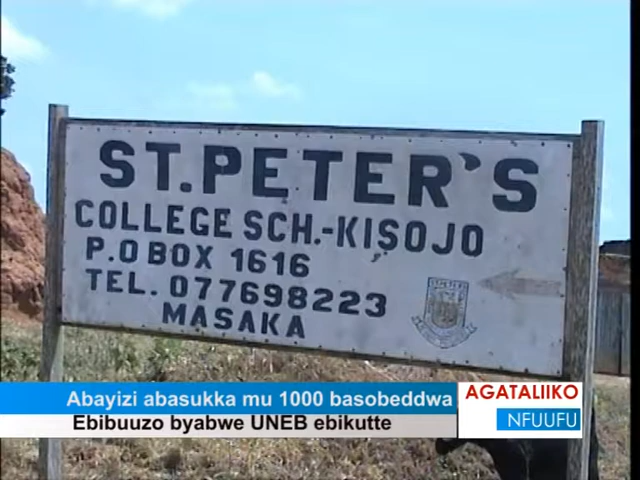 ST. PETER'S
COLLEGE SCH.-KISOJO
P.O BOX 1616
TEL. 0776698223
MASAKA
Abayizi abasukka mu 1000 basobeddwa
Ebibuuzo byabwe UNEB ebikutte
AGATALIIKO
NFUUFU